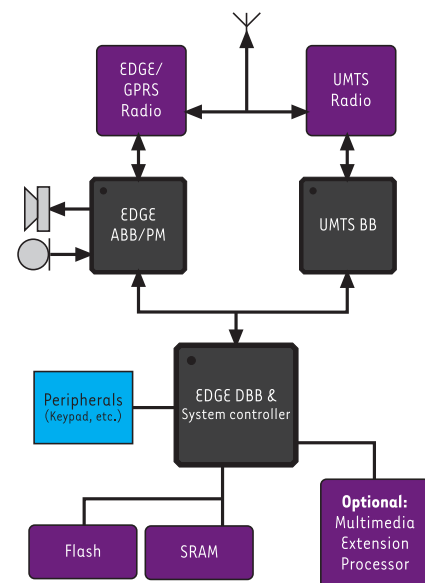 EDGE/
GPRS
Radio
UMTS
Radio
EDGE
ABB/PM
UMTS BB
EDGE DBB &
System controller
Peripherals
(Keypad, etc.)
Flash
SRAM
Optional:
Multimedia
Extension
Processor